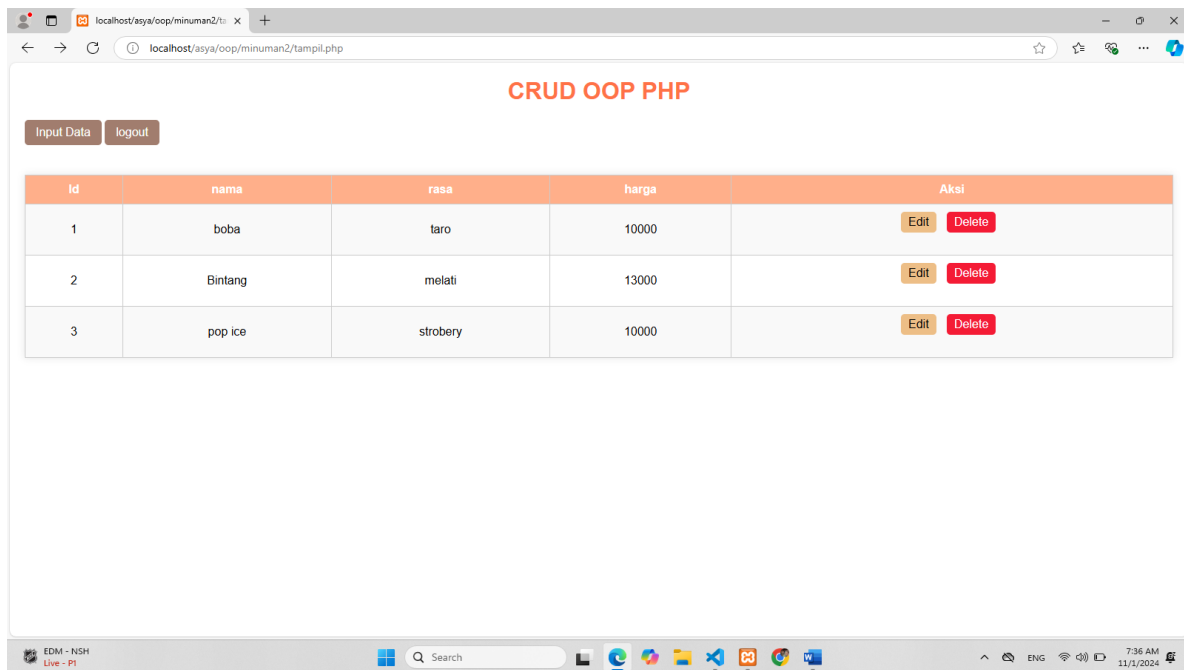 localhost/asya/oop/minuman2/ta
localhost/asya/oop/minuman2/tampil.php
CRUD OOP PHP
Input Data logout
Id nama rasa harga Aksi
1 boba taro 10000 Edit Delete
2 Bintang melati 13000 Edit Delete
3 pop ice strobery 10000 Edit Delete
EDM - NSH
Live - P1
Search
ENG
7:36 AM
11/1/2024